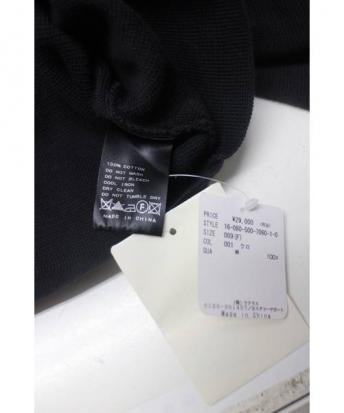 100% COTTON
DO NOT WASH
DO NOT BLEACH
COOL IRON
DRY CLEAN
DO NOT TUMBLE DRY
F
MADE IN CHINA
PRICE ¥29,000
STYLE 16-080-500-7060-1-0
SIZE 009(F)
COL 001 クロ
QUA 綿 100%
Made in China